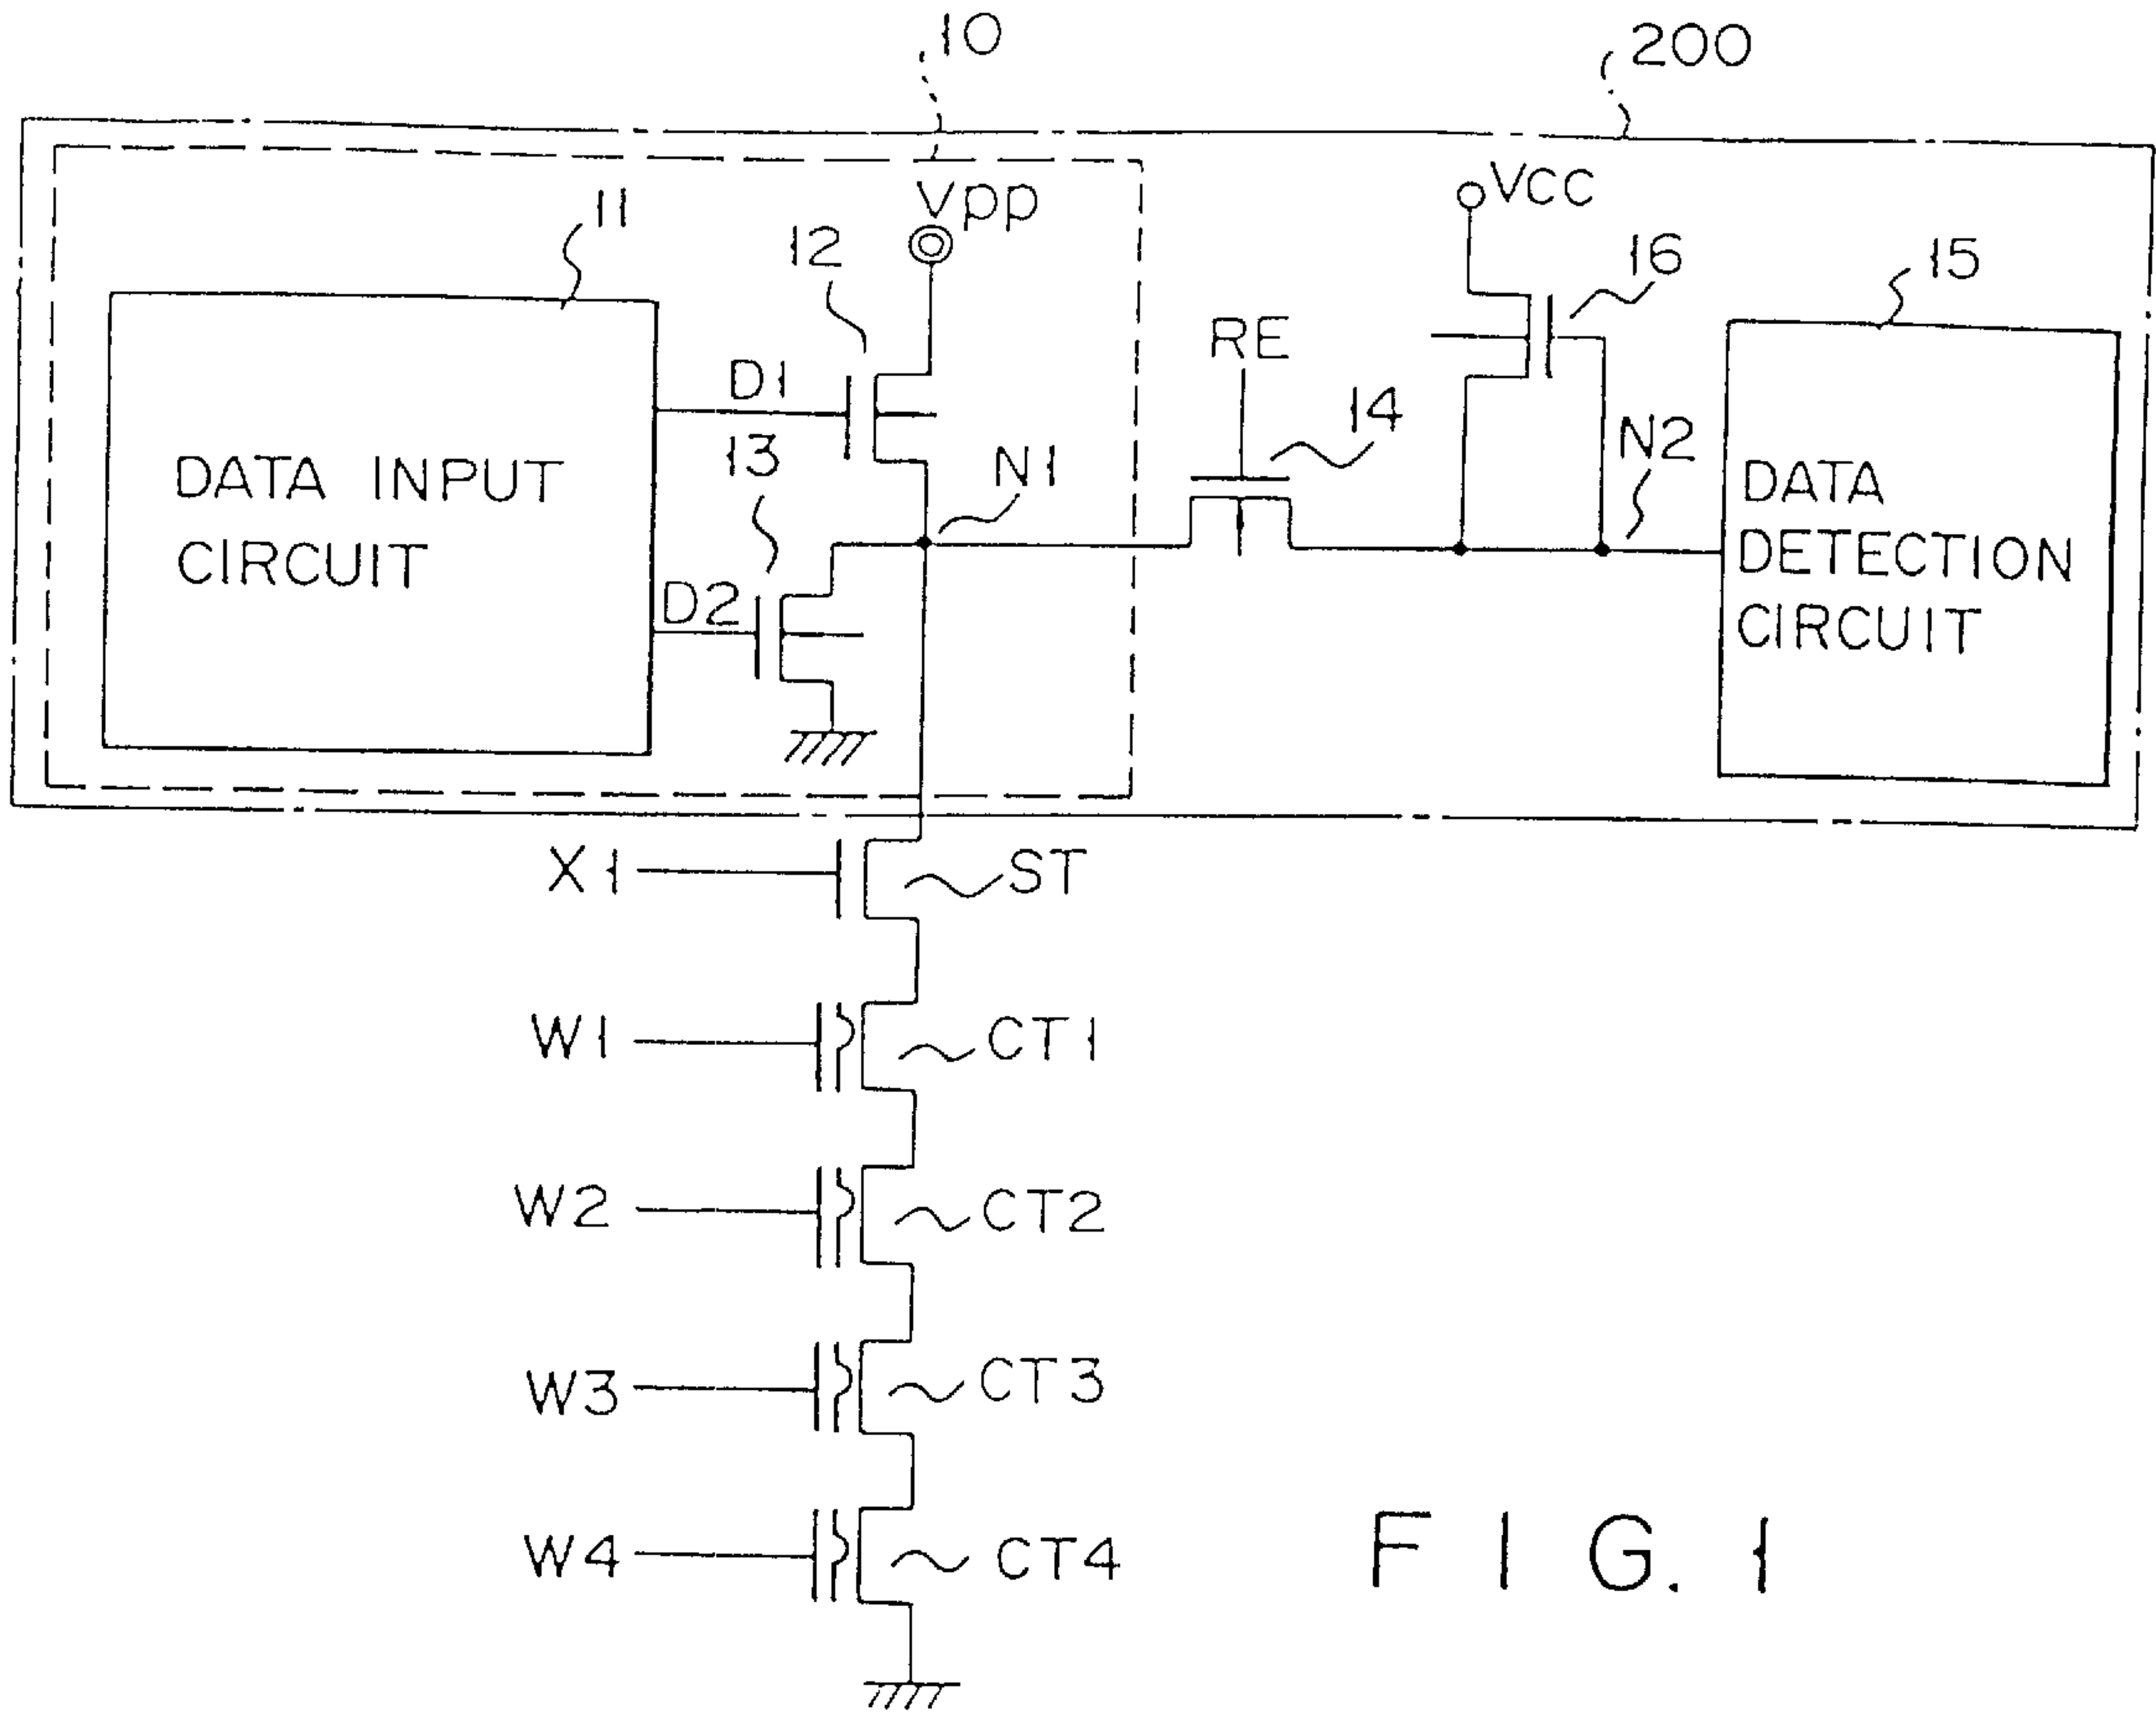 10
200
11
12
Vpp
VCC
16
15
RE
D1
14
13
N1
N2
DATA INPUT
CIRCUIT
DATA
DETECTION
CIRCUIT
D2
X1
ST
W1
CT1
W2
CT2
W3
CT3
W4
CT4
FIG. 1